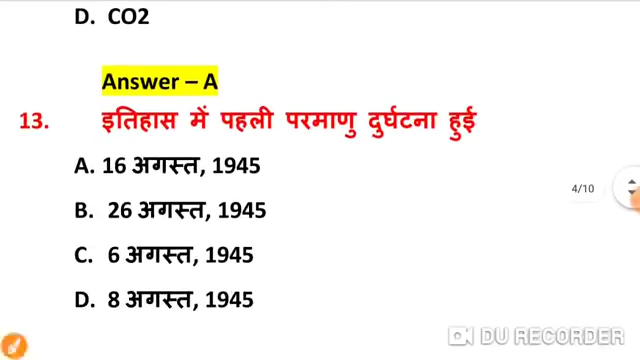 D. CO2
Answer – A
13. इतिहास में पहली परमाणु दुर्घटना हुई
A. 16 अगस्त, 1945
4/10
B. 26 अगस्त, 1945
C. 6 अगस्त, 1945
D. 8 अगस्त, 1945
DU RECORDER